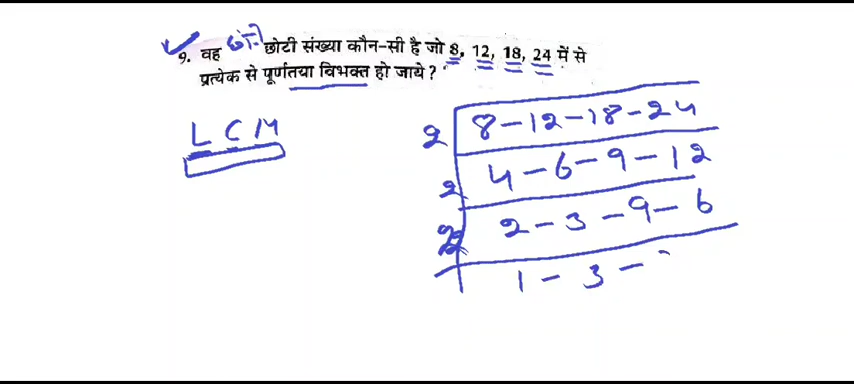 9. वह छोटी संख्या कौन-सी है जो 8, 12, 18, 24 में से
प्रत्येक से पूर्णतया विभक्त हो जाये ?
LCM
2 8-12-18-24
2 4-6-9-12
2 2-3-9-6
1-3-